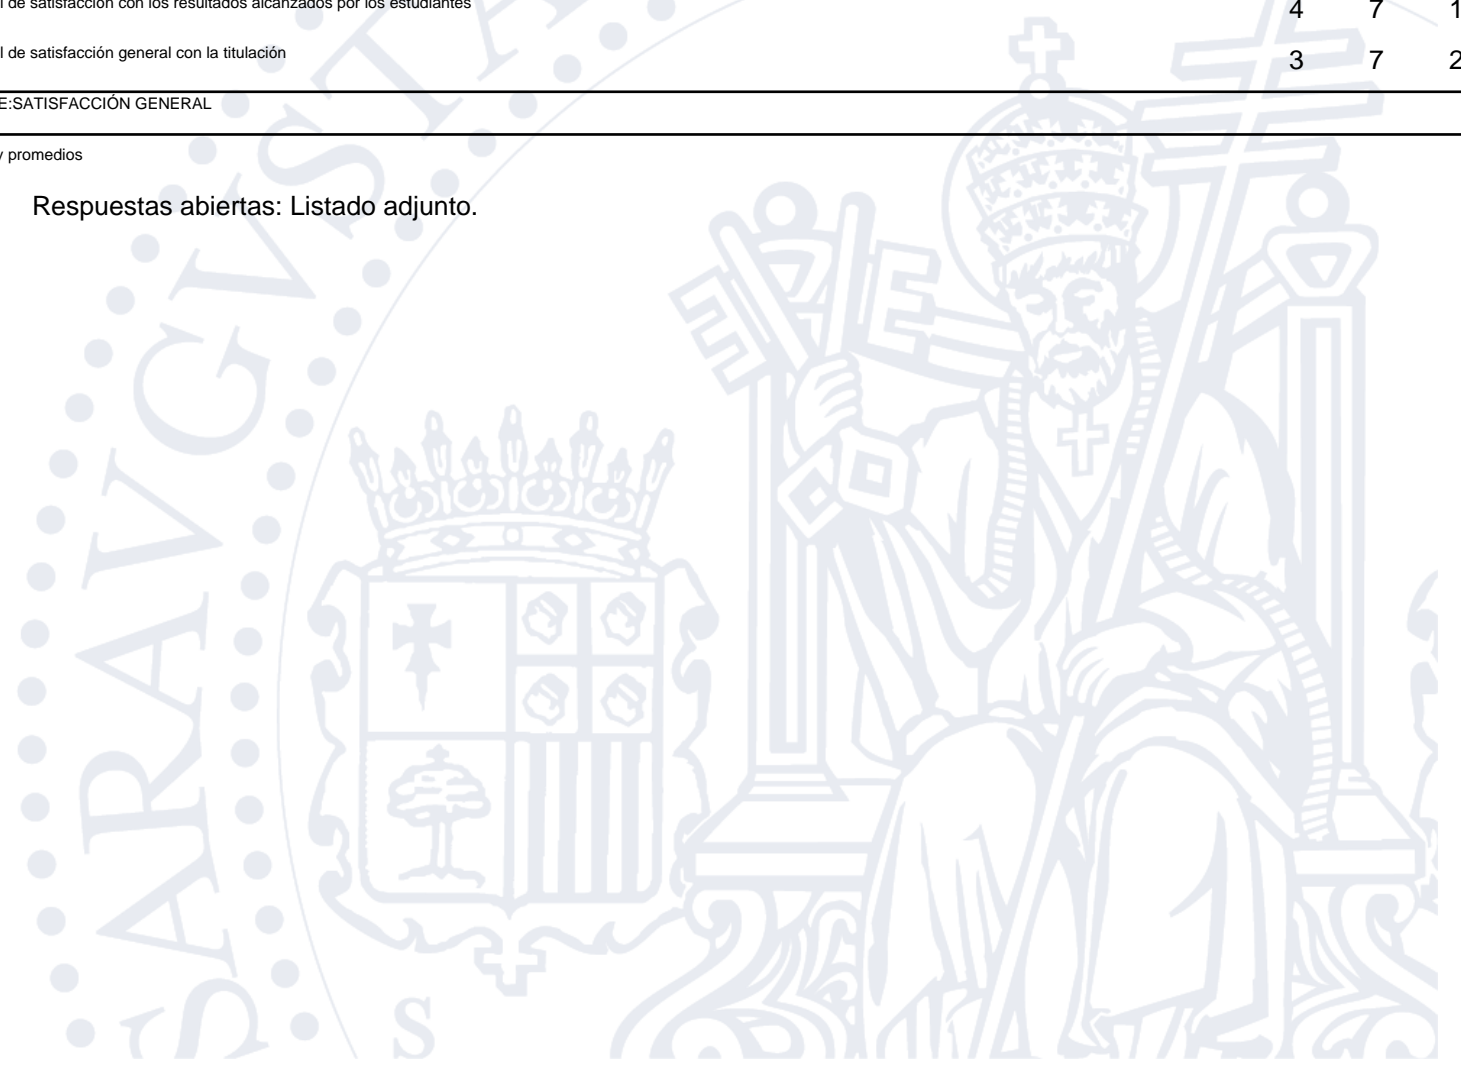 l de satisfacción con los resultados alcanzados por los estudiantes 4 7 1
l de satisfacción general con la titulación 3 7 2
E:SATISFACCIÓN GENERAL
y promedios
Respuestas abiertas: Listado adjunto.
SARAVGVSTA
S